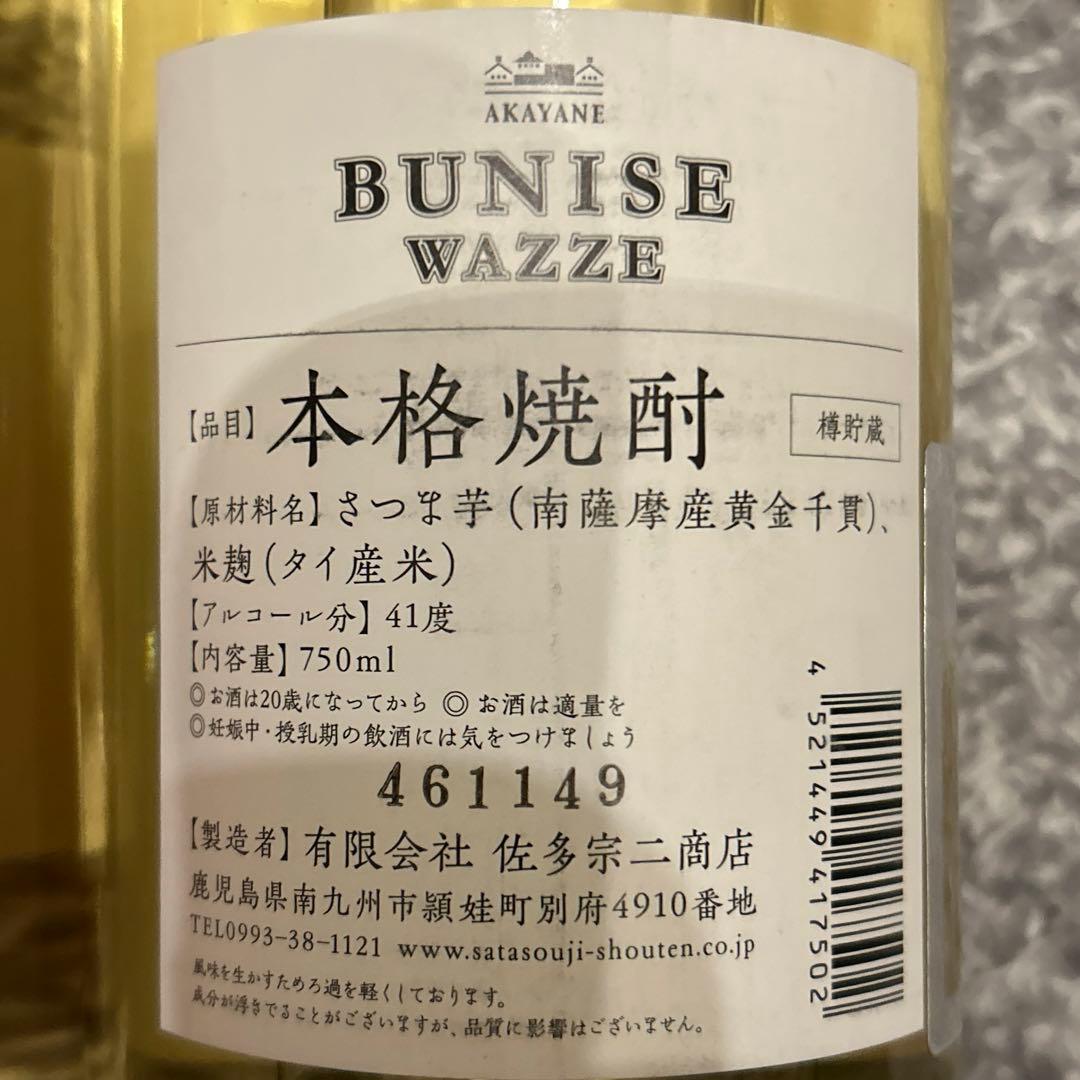 AKAYANE
BUNISE
WAZZE
【品目】本格焼酎 樽貯蔵
【原材料名】さつま芋(南薩摩産黄金千貫)、
米麹(タイ産米)
【アルコール分】41度
【内容量】750ml
◎お酒は20歳になってから ◎お酒は適量を
◎妊娠中・授乳期の飲酒には気をつけましょう
461149
【製造者】有限会社 佐多宗二商店
鹿児島県南九州市頴娃町別府4910番地
TEL0993-38-1121 www.satasouji-shouten.co.jp
風味を生かすためろ過を軽くしております。
成分が浮きでることがございますが、品質に影響はございません。
4 521449 417502